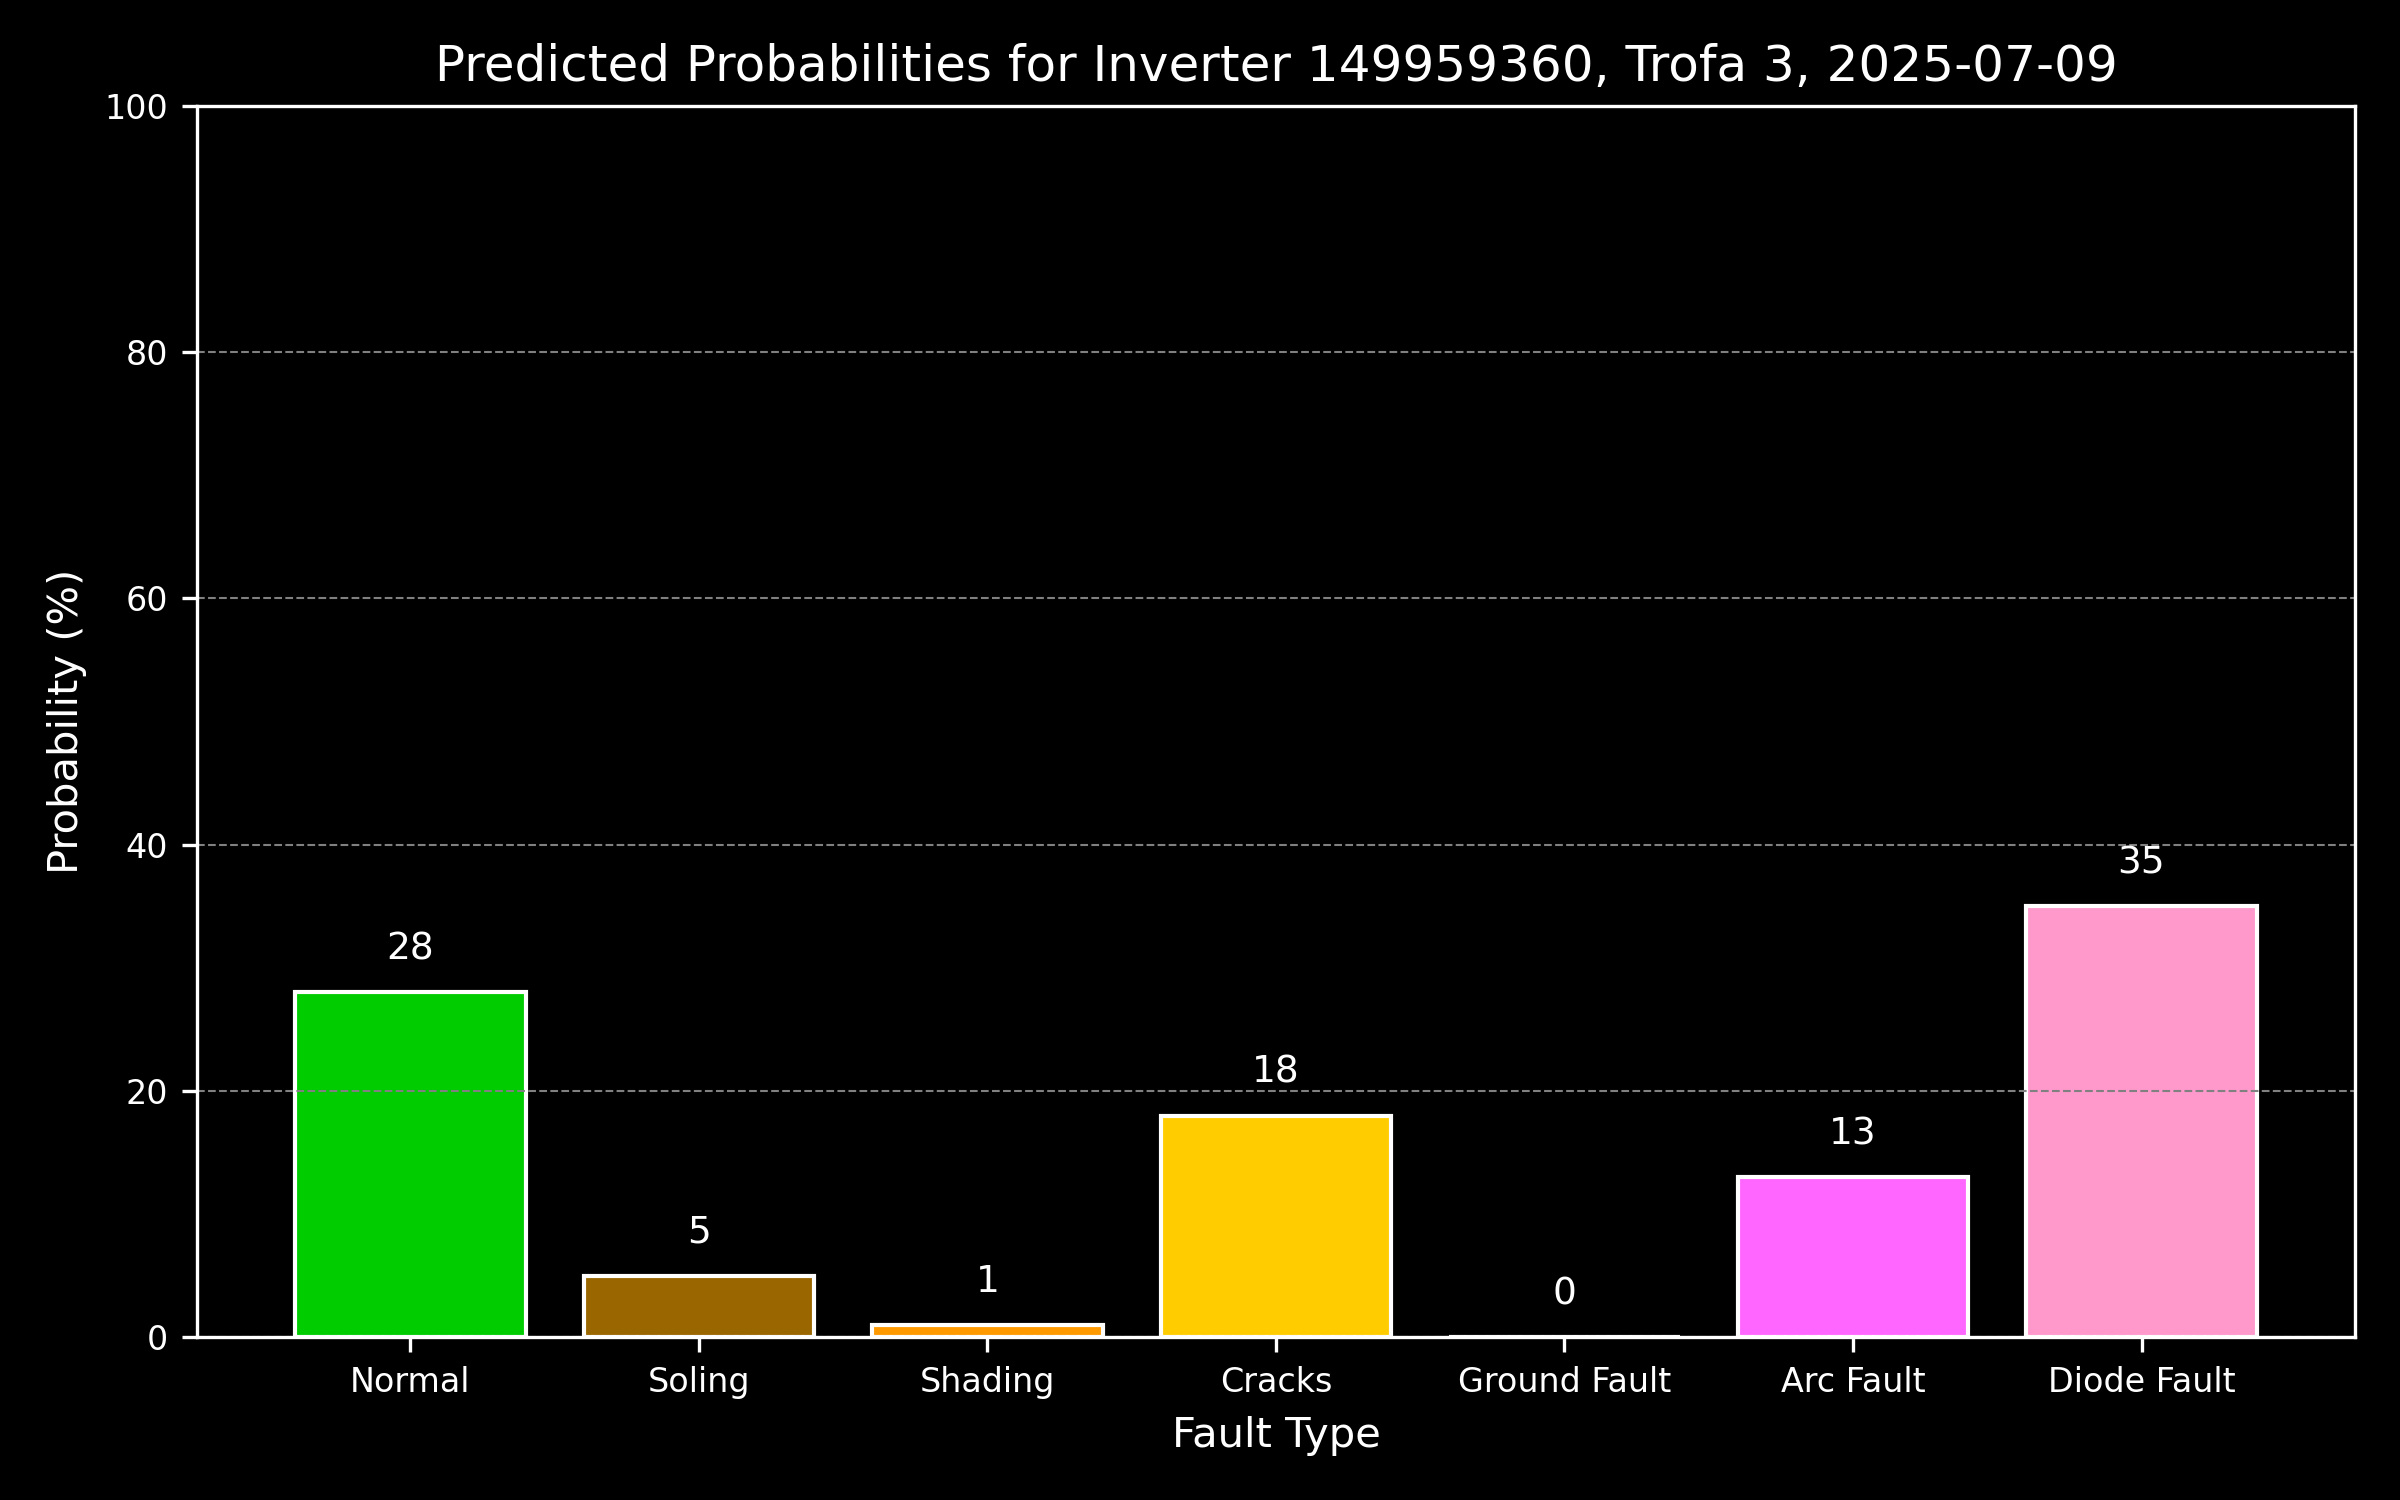 Predicted Probabilities for Inverter 149959360, Trofa 3, 2025-07-09
100
80
60
40
20
0
Probability (%)
28
5
1
18
0
13
35
Normal
Soling
Shading
Cracks
Ground Fault
Arc Fault
Diode Fault
Fault Type